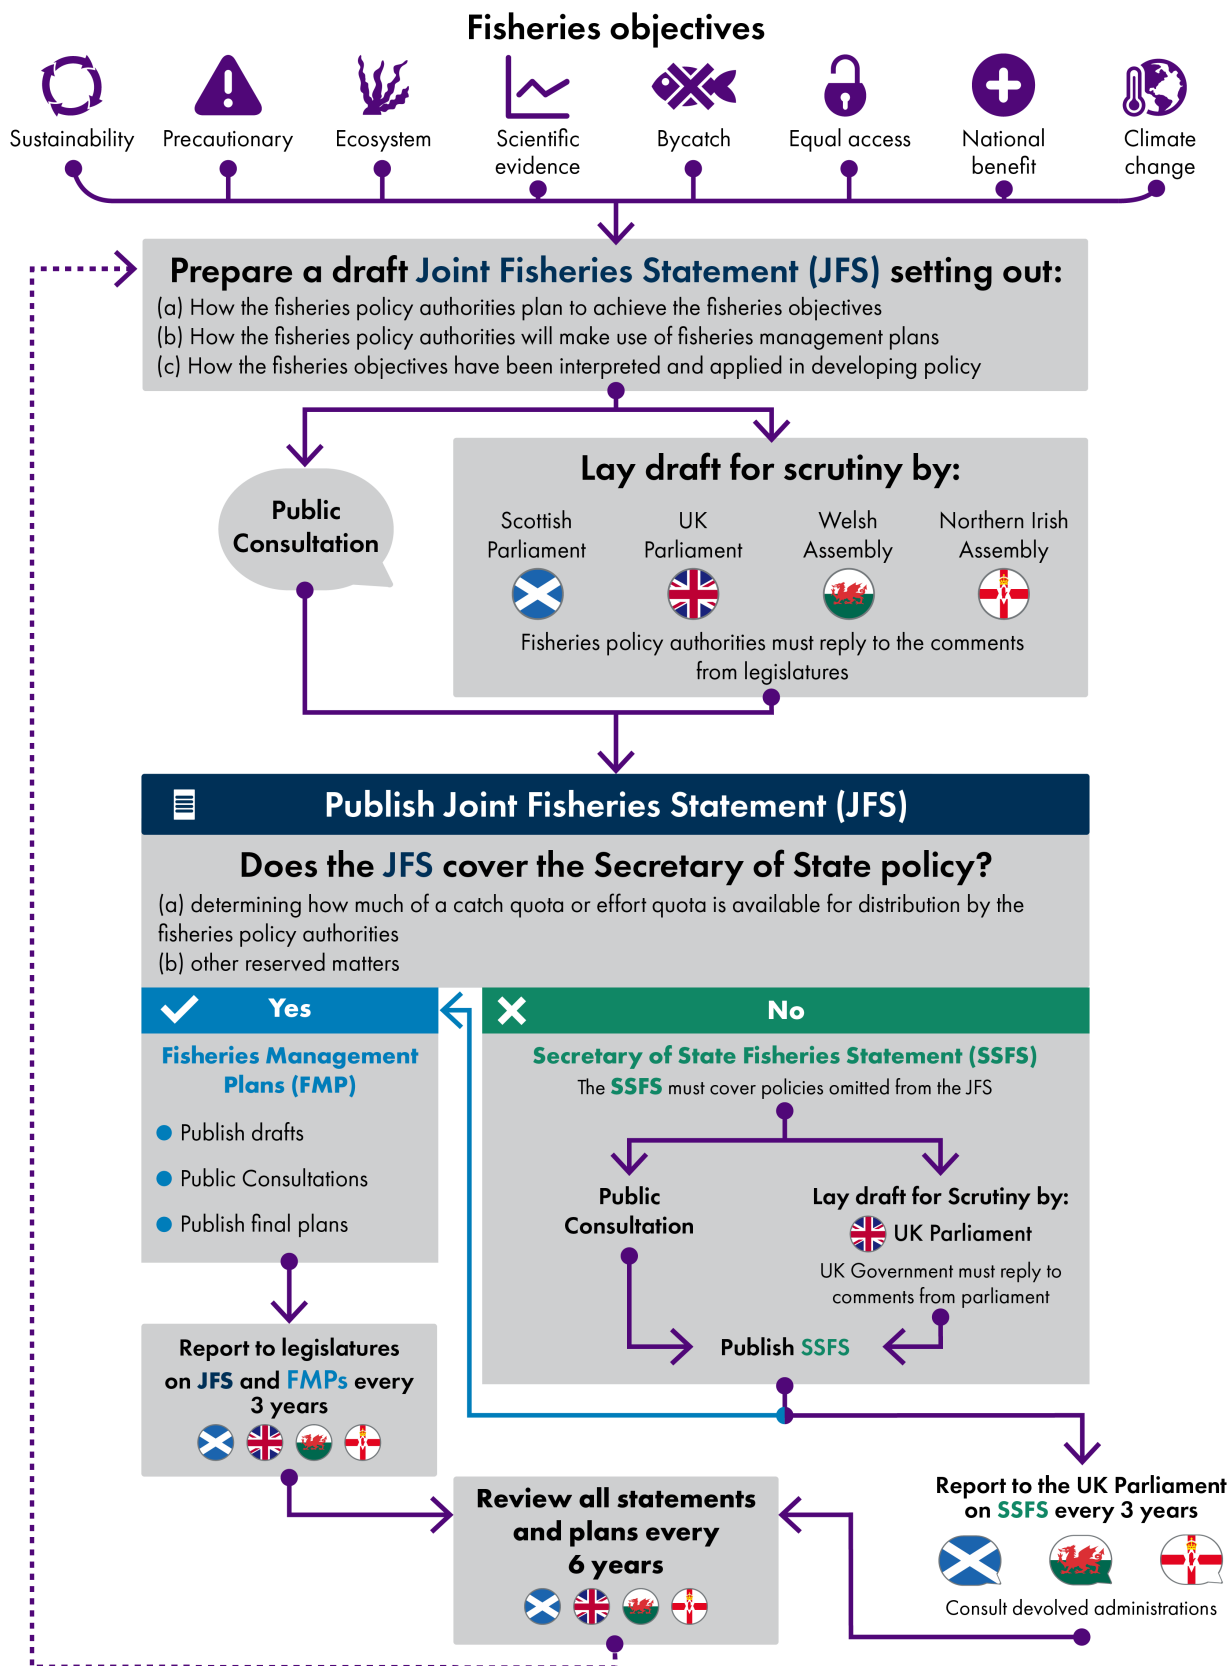 Fisheries objectives
Sustainability
Precautionary
Ecosystem
Scientific
evidence
Bycatch
Equal access
National
benefit
Climate
change
Prepare a draft Joint Fisheries Statement (JFS) setting out:
(a) How the fisheries policy authorities plan to achieve the fisheries objectives
(b) How the fisheries policy authorities will make use of fisheries management plans
(c) How the fisheries objectives have been interpreted and applied in developing policy
Public
Consultation
Lay draft for scrutiny by:
Scottish
Parliament
UK
Parliament
Welsh
Assembly
Northern Irish
Assembly
Fisheries policy authorities must reply to the comments
from legislatures
Publish Joint Fisheries Statement (JFS)
Does the JFS cover the Secretary of State policy?
(a) determining how much of a catch quota or effort quota is available for distribution by the
fisheries policy authorities
(b) other reserved matters
Yes
Fisheries Management
Plans (FMP)
Publish drafts
Public Consultations
Publish final plans
No
Secretary of State Fisheries Statement (SSFS)
The SSFS must cover policies omitted from the JFS
Public
Consultation
Lay draft for Scrutiny by:
UK Parliament
UK Government must reply to
comments from parliament
Publish SSFS
Report to legislatures
on JFS and FMPs every
3 years
Report to the UK Parliament
on SSFS every 3 years
Consult devolved administrations
Review all statements
and plans every
6 years